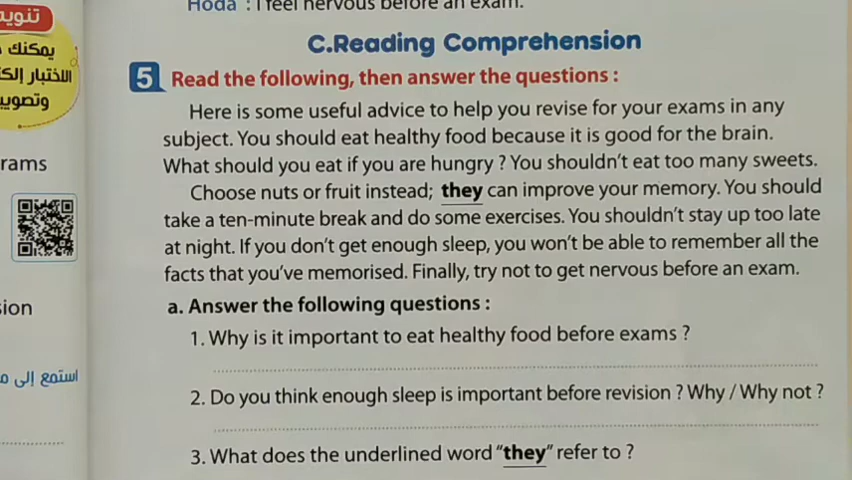 Hoda : I feel nervous before an exam.
C.Reading Comprehension
5 Read the following, then answer the questions :
Here is some useful advice to help you revise for your exams in any
subject. You should eat healthy food because it is good for the brain.
What should you eat if you are hungry ? You shouldn't eat too many sweets.
Choose nuts or fruit instead; they can improve your memory. You should
take a ten-minute break and do some exercises. You shouldn't stay up too late
at night. If you don't get enough sleep, you won't be able to remember all the
facts that you've memorised. Finally, try not to get nervous before an exam.
a. Answer the following questions :
1. Why is it important to eat healthy food before exams ?
2. Do you think enough sleep is important before revision ? Why / Why not ?
3. What does the underlined word "they" refer to ?
تنويه
يمكنك
وتصويب
rams
استمع إلى